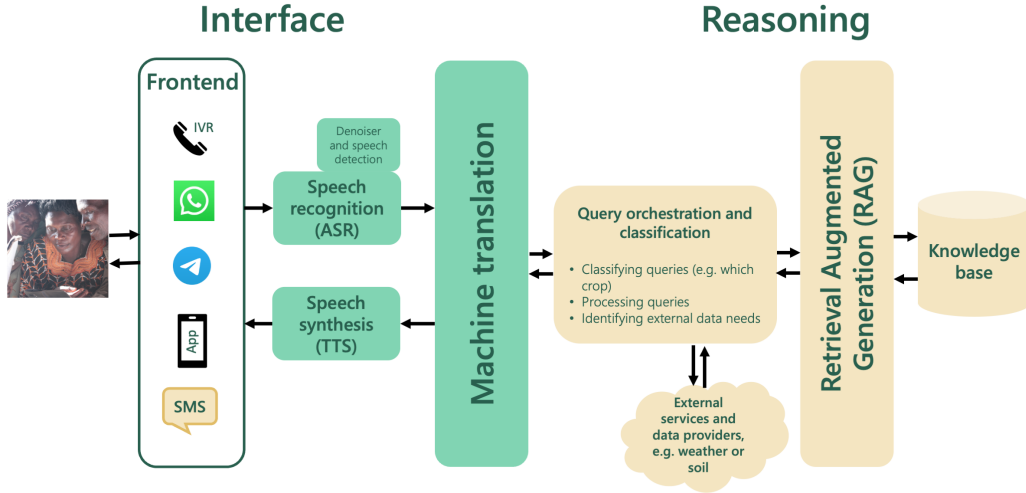 Interface
Reasoning
Frontend
IVR
App
SMS
Denoiser
and speech
detection
Speech
recognition
(ASR)
Speech
synthesis
(TTS)
Machine translation
Query orchestration and
classification
• Classifying queries (e.g. which
crop)
• Processing queries
• Identifying external data needs
External
services and
data providers,
e.g. weather or
soil
Retrieval Augmented
Generation (RAG)
Knowledge
base